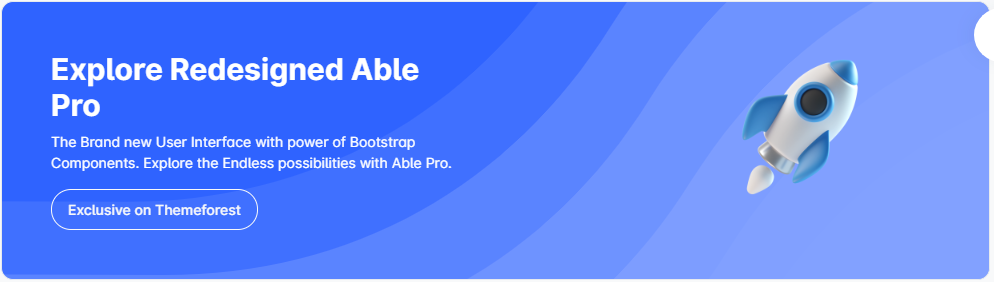 Explore Redesigned Able
Pro
The Brand new User Interface with power of Bootstrap
Components. Explore the Endless possibilities with Able Pro.
Exclusive on Themeforest